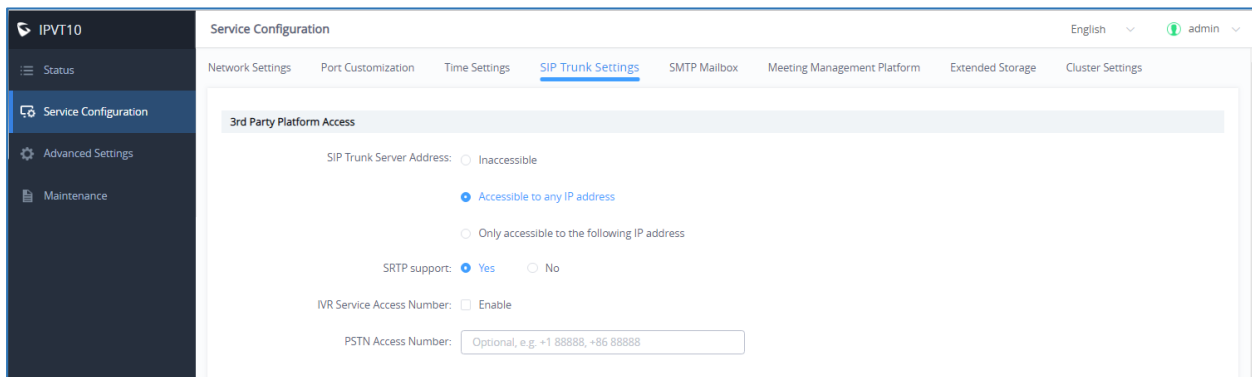 IPVT10
Service Configuration
English
admin
Status
Service Configuration
Advanced Settings
Maintenance
Network Settings Port Customization Time Settings SIP Trunk Settings SMTP Mailbox Meeting Management Platform Extended Storage Cluster Settings
3rd Party Platform Access
SIP Trunk Server Address: Inaccessible
Accessible to any IP address
Only accessible to the following IP address
SRTP support: Yes No
IVR Service Access Number: Enable
PSTN Access Number: Optional, e.g. +1 88888, +86 88888